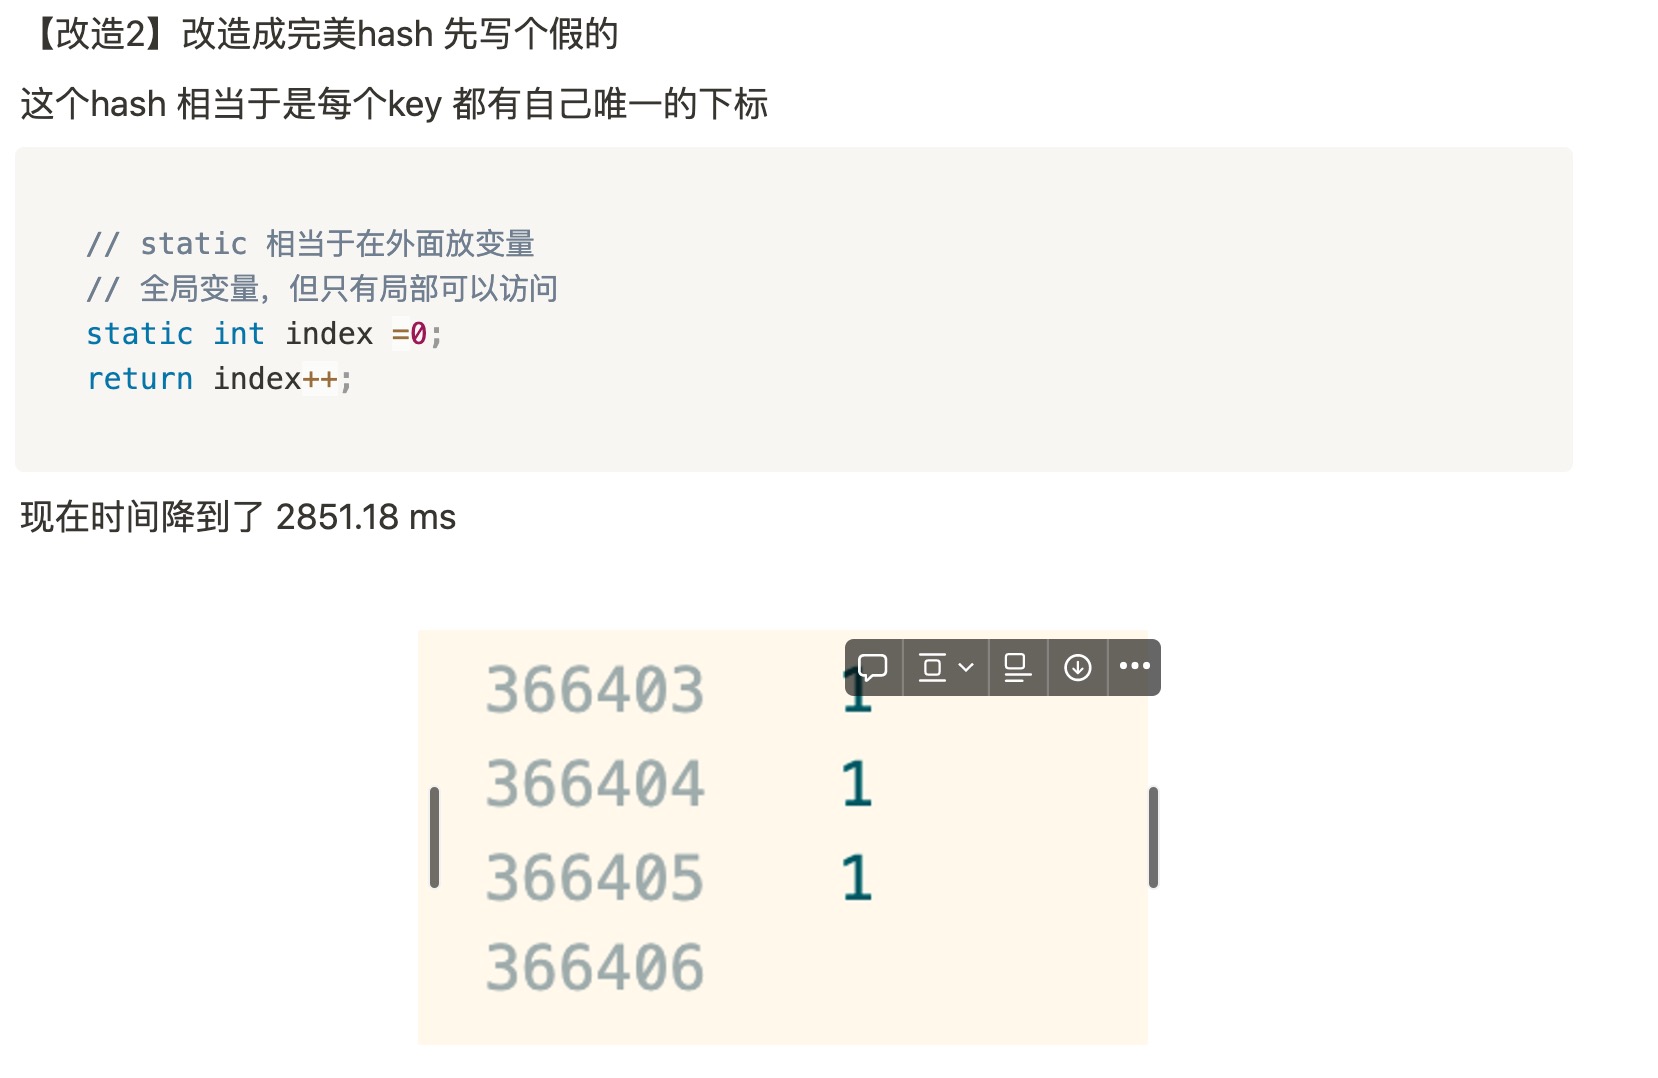 【改造2】改造成完美hash 先写个假的
这个hash 相当于是每个key 都有自己唯一的下标
// static 相当于在外面放变量
// 全局变量，但只有局部可以访问
static int index =0;
return index++;
现在时间降到了 2851.18 ms
366403 1
366404 1
366405 1
366406